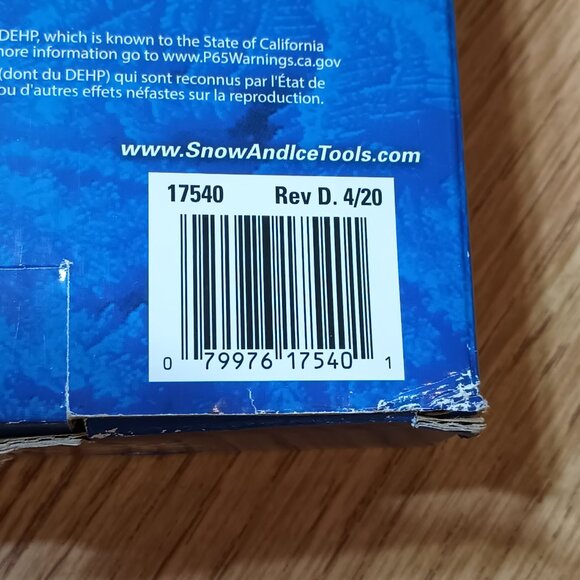 DEHP, which is known to the State of California
more information go to www.P65Warnings.ca.gov
(dont du DEHP) qui sont reconnus par l'État de
ou d'autres effets néfastes sur la reproduction.
www.SnowAndIceTools.com
17540 Rev D. 4/20
0 79976 17540 1